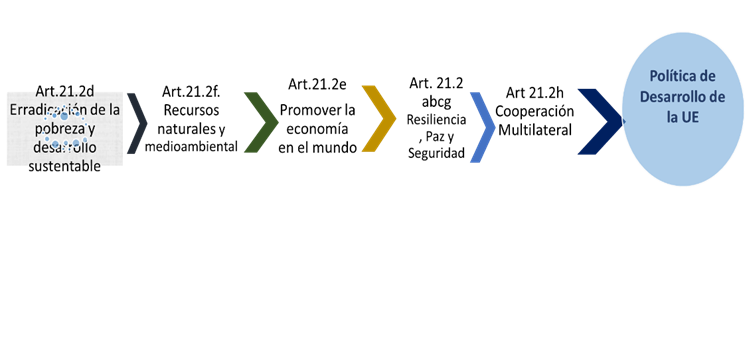 Art.21.2d
Erradicación de la
pobreza y
desarrollo
sustentable
Art.21.2f.
Recursos
naturales y
medioambiental
Art.21.2e
Promover la
economía
en el mundo
Art. 21.2
abcg
Resiliencia
, Paz y
Seguridad
Art 21.2h
Cooperación
Multilateral
Política de
Desarrollo de
la UE